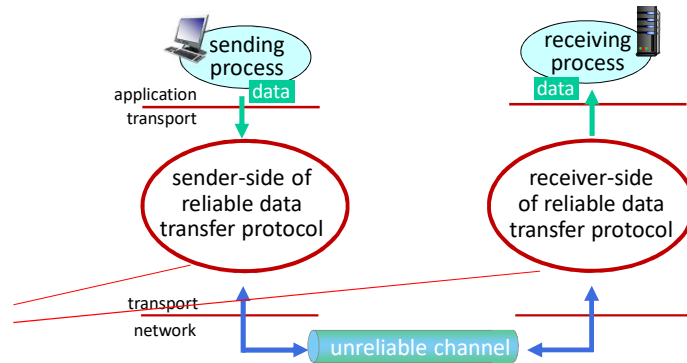 sending
process
data
receiving
process
data
application
transport
sender-side of
reliable data
transfer protocol
receiver-side
of reliable data
transfer protocol
transport
network
unreliable channel